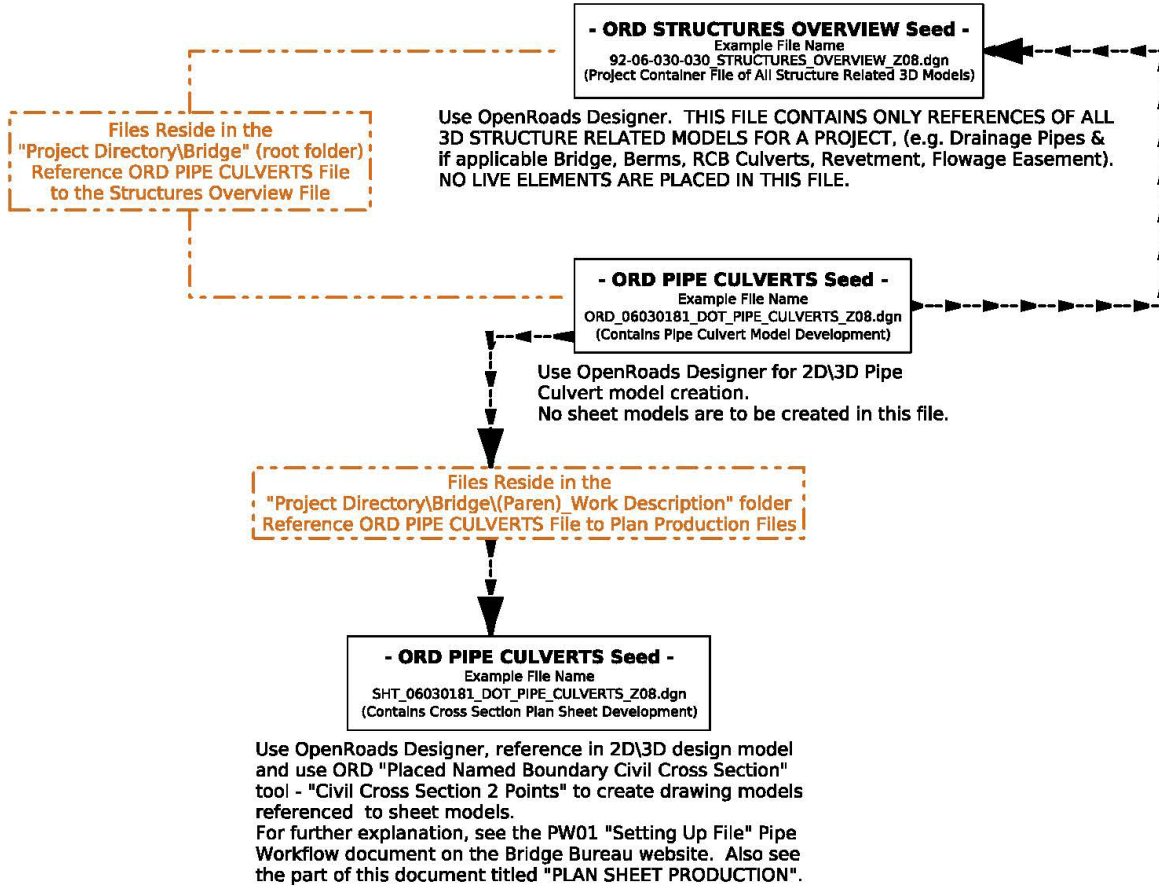 - ORD STRUCTURES OVERVIEW Seed -
Example File Name
92-06-030-030_STRUCTURES_OVERVIEW_Z08.dgn
(Project Container File of All Structure Related 3D Models)
Use OpenRoads Designer.  THIS FILE CONTAINS ONLY REFERENCES OF ALL
3D STRUCTURE RELATED MODELS FOR A PROJECT, (e.g. Drainage Pipes &
if applicable Bridge, Berms, RCB Culverts, Revetment, Flowage Easement).
NO LIVE ELEMENTS ARE PLACED IN THIS FILE.
Files Reside in the
"Project Directory\Bridge" (root folder)
Reference ORD PIPE CULVERTS File
to the Structures Overview File
- ORD PIPE CULVERTS Seed -
Example File Name
ORD_06030181_DOT_PIPE_CULVERTS_Z08.dgn
(Contains Pipe Culvert Model Development)
Use OpenRoads Designer for 2D\3D Pipe
Culvert model creation.
No sheet models are to be created in this file.
Files Reside in the
"Project Directory\Bridge\(Paren)_Work Description" folder
Reference ORD PIPE CULVERTS File to Plan Production Files
- ORD PIPE CULVERTS Seed -
Example File Name
SHT_06030181_DOT_PIPE_CULVERTS_Z08.dgn
(Contains Cross Section Plan Sheet Development)
Use OpenRoads Designer, reference in 2D\3D design model
and use ORD "Placed Named Boundary Civil Cross Section"
tool - "Civil Cross Section 2 Points" to create drawing models
referenced  to sheet models.
For further explanation, see the PW01 "Setting Up File" Pipe
Workflow document on the Bridge Bureau website.  Also see
the part of this document titled "PLAN SHEET PRODUCTION".